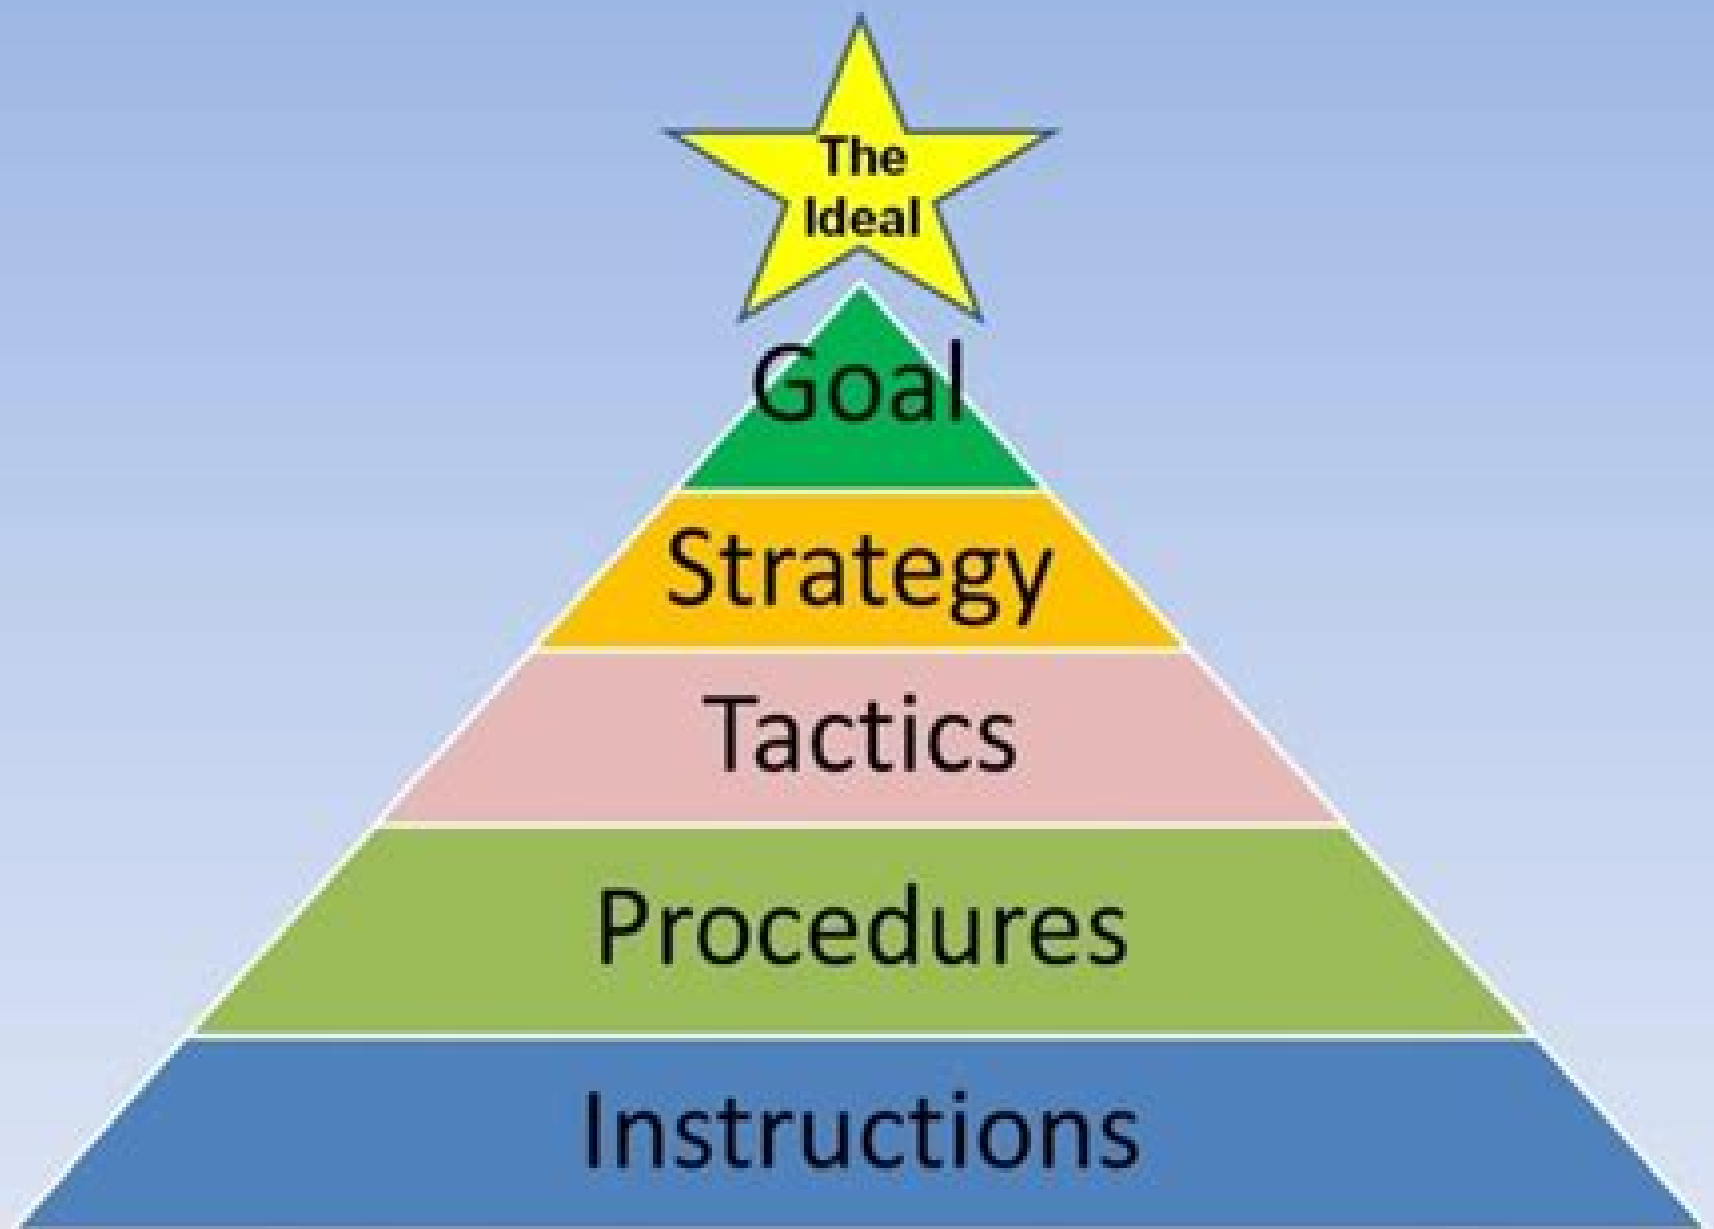 The
Ideal
Goal
Strategy
Tactics
Procedures
Instructions